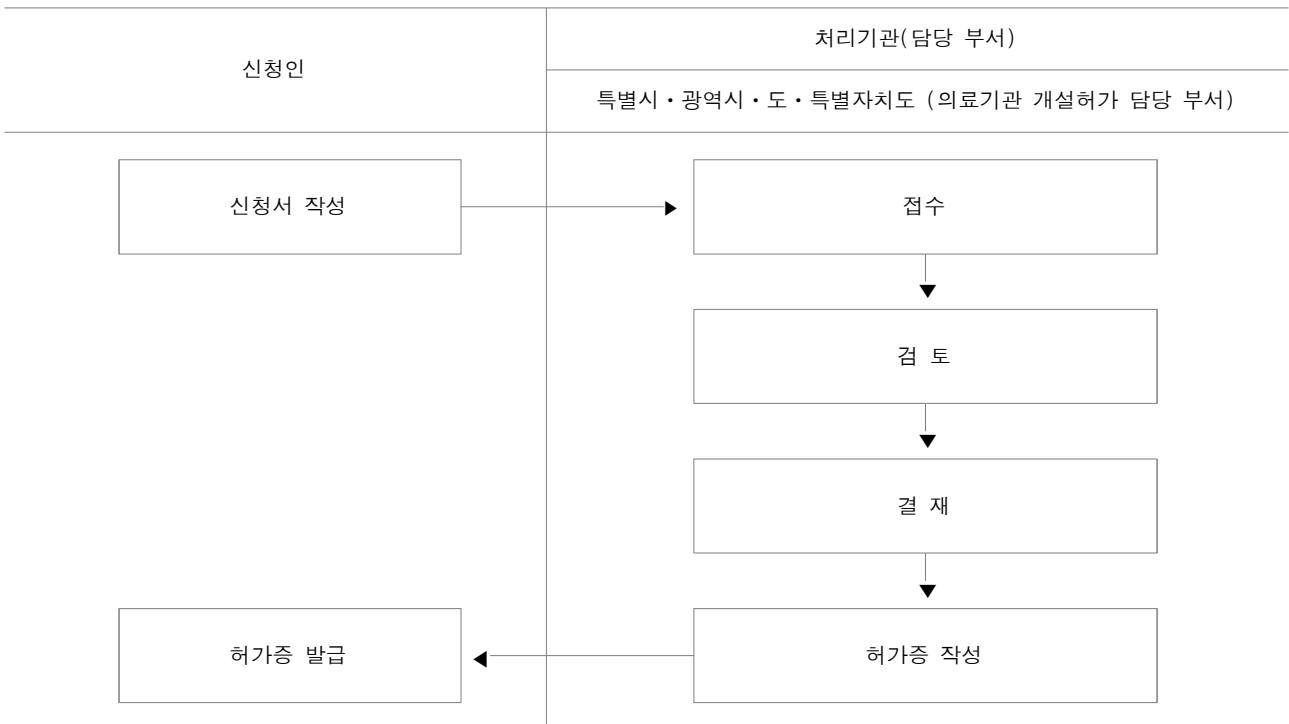 신청인
처리기관(담당 부서)
특별시・광역시・도・특별자치도 (의료기관 개설허가 담당 부서)
신청서 작성
접수
검 토
결 재
허가증 발급
허가증 작성